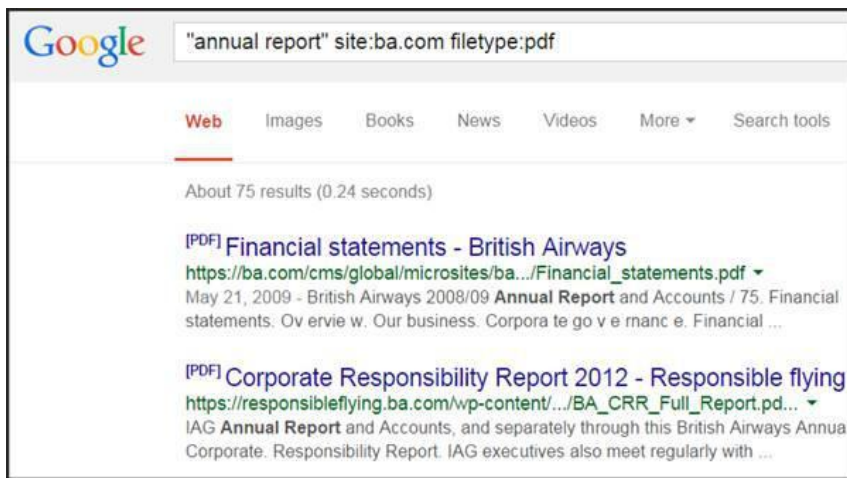 Google "annual report" site:ba.com filetype:pdf
Web Images Books News Videos More Search tools
About 75 results (0.24 seconds)
[PDF] Financial statements - British Airways
https://ba.com/cms/global/microsites/ba.../Financial_statements.pdf
May 21, 2009 - British Airways 2008/09 Annual Report and Accounts / 75. Financial
statements. Ov ervie w. Our business. Corpora te go v e rnanc e. Financial ...
[PDF] Corporate Responsibility Report 2012 - Responsible flying
https://responsibleflying.ba.com/wp-content/.../BA_CRR_Full_Report.pd...
IAG Annual Report and Accounts, and separately through this British Airways Annua
Corporate. Responsibility Report. IAG executives also meet regularly with ...